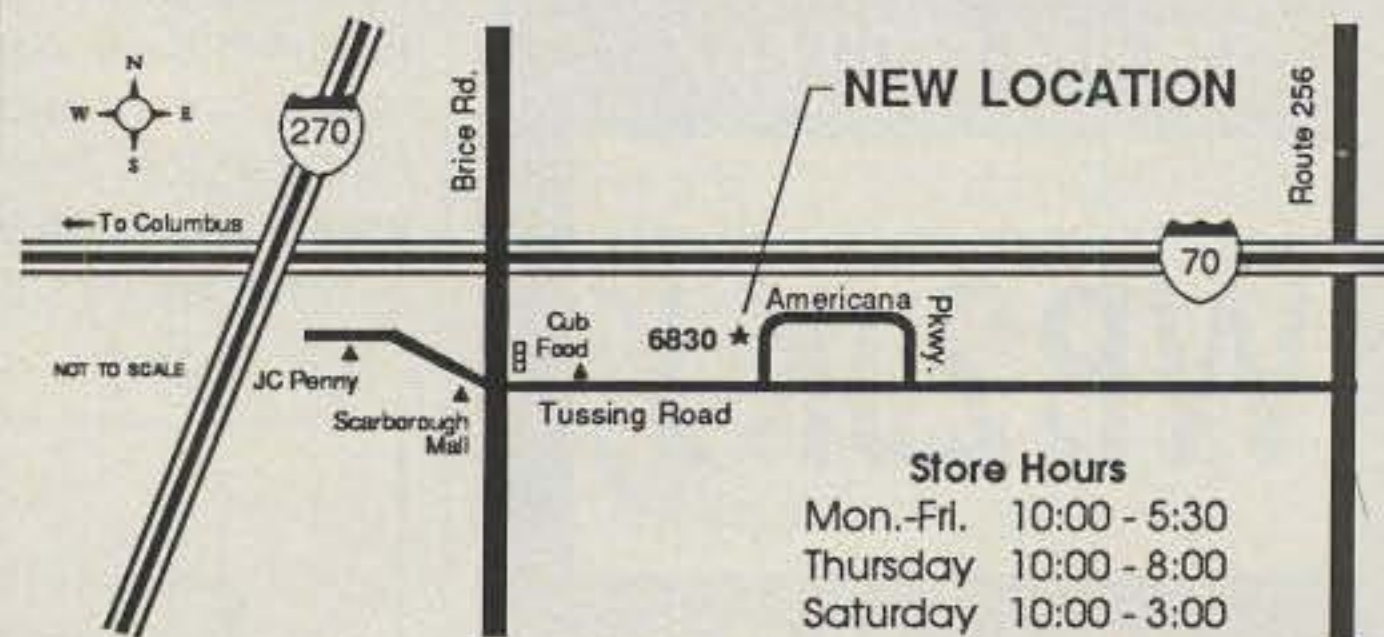 N
W E
S
270
Brice Rd.
NEW LOCATION
Route 256
To Columbus
70
Americana Pkwy.
6830
Cub
Food
NOT TO SCALE
JC Penny
Scarborough
Mall
Tussing Road
Store Hours
Mon.-Fri. 10:00 - 5:30
Thursday 10:00 - 8:00
Saturday 10:00 - 3:00